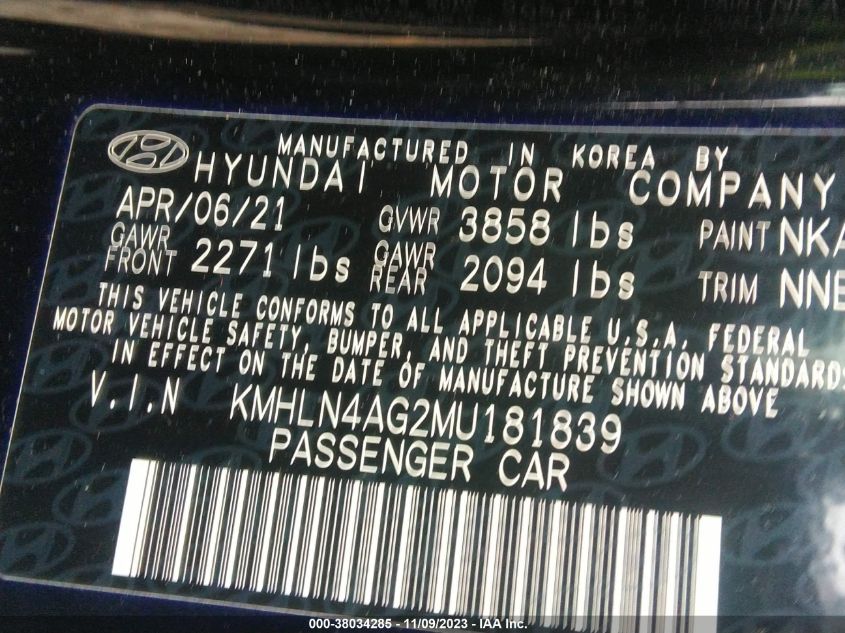 MANUFACTURED IN KOREA BY
HYUNDAI MOTOR COMPANY
APR/06/21 GVWR 3858 lbs PAINT NKA
GAWR FRONT 2271 lbs GAWR REAR 2094 lbs TRIM NNB
THIS VEHICLE CONFORMS TO ALL APPLICABLE U.S.A. FEDERAL
MOTOR VEHICLE SAFETY, BUMPER, AND THEFT PREVENTION STANDARDS
IN EFFECT ON THE DATE OF MANUFACTURE SHOWN ABOVE
V.I.N KMHLN4AG2MU181839
PASSENGER CAR
000-38034285 - 11/09/2023 - IAA Inc.